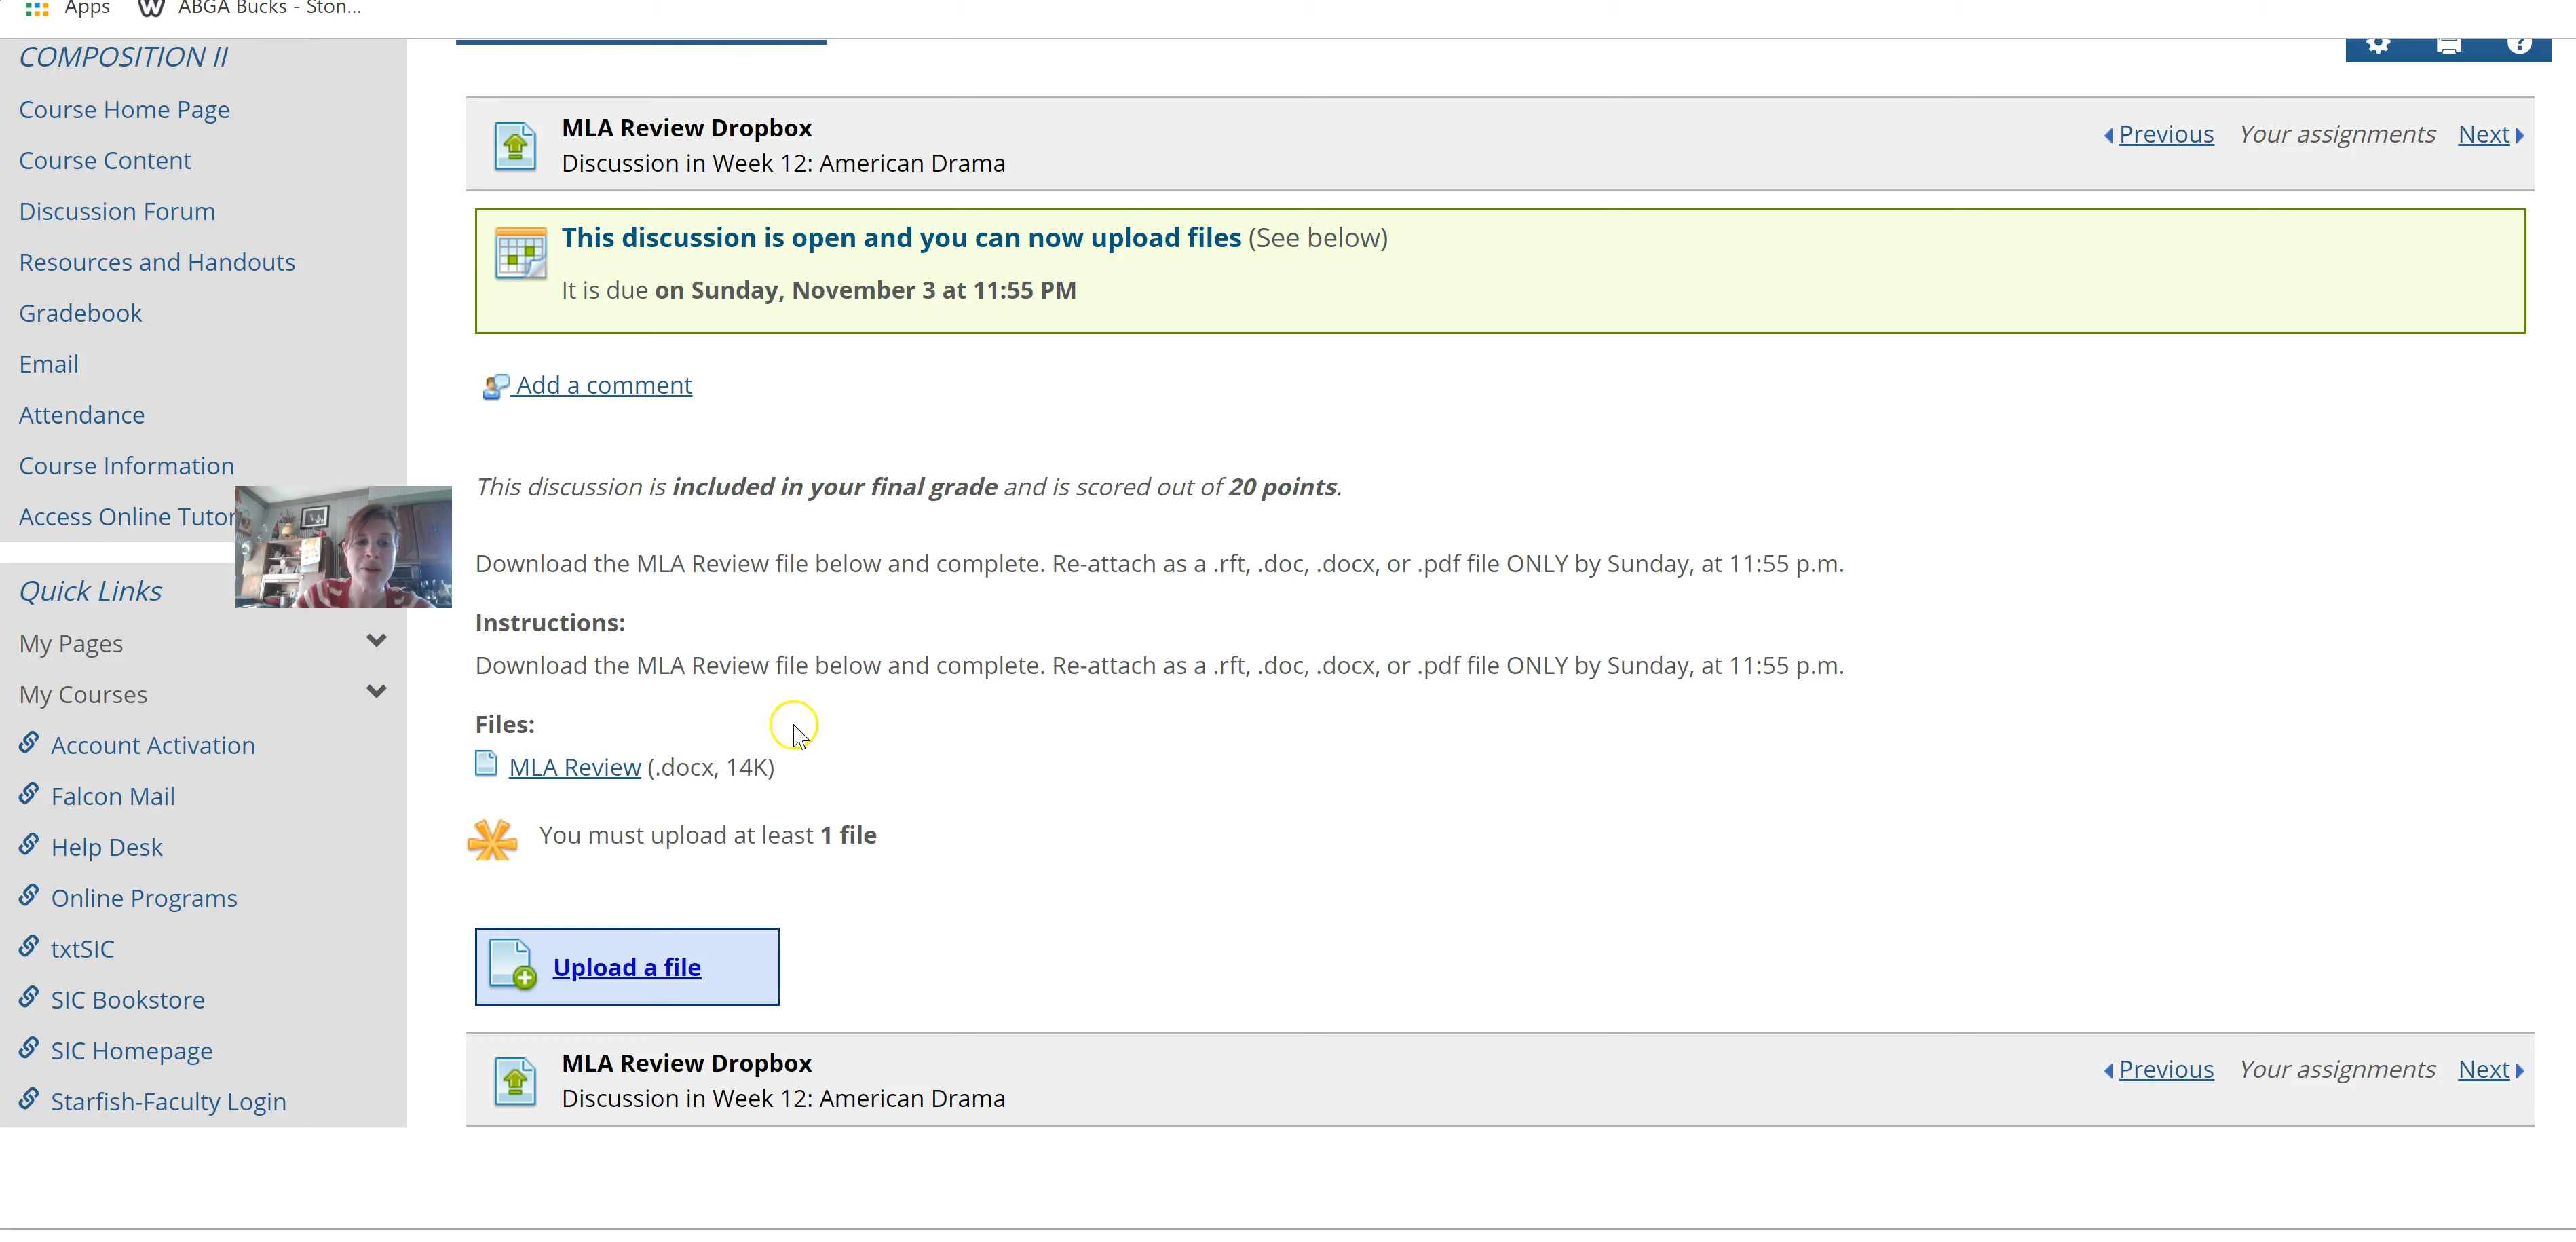 Apps ABGA Bucks - Ston...
COMPOSITION II
Course Home Page
Course Content
Discussion Forum
Resources and Handouts
Gradebook
Email
Attendance
Course Information
Access Online Tutor
Quick Links
My Pages
My Courses
Account Activation
Falcon Mail
Help Desk
Online Programs
txtSIC
SIC Bookstore
SIC Homepage
Starfish-Faculty Login
MLA Review Dropbox
Discussion in Week 12: American Drama
Previous Your assignments Next
This discussion is open and you can now upload files (See below)
It is due on Sunday, November 3 at 11:55 PM
Add a comment
This discussion is included in your final grade and is scored out of 20 points.
Download the MLA Review file below and complete. Re-attach as a .rft, .doc, .docx, or .pdf file ONLY by Sunday, at 11:55 p.m.
Instructions:
Download the MLA Review file below and complete. Re-attach as a .rft, .doc, .docx, or .pdf file ONLY by Sunday, at 11:55 p.m.
Files:
MLA Review (.docx, 14K)
You must upload at least 1 file
Upload a file
MLA Review Dropbox
Discussion in Week 12: American Drama
Previous Your assignments Next